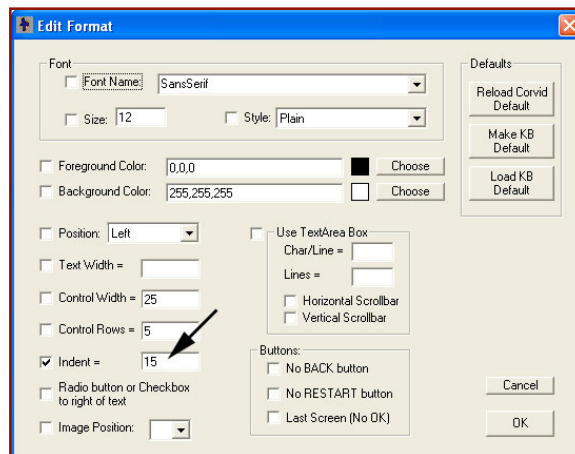 Edit Format
Font
Font Name: SansSerif
Size: 12 Style: Plain
Defaults
Reload Corvid
Default
Make KB
Default
Load KB
Default
Foreground Color: 0,0,0 Choose
Background Color: 255,255,255 Choose
Position: Left
Text Width =
Control Width = 25
Control Rows = 5
Indent = 15
Radio button or Checkbox
to right of text
Image Position:
Use TextArea Box
Char/Line =
Lines =
Horizontal Scrollbar
Vertical Scrollbar
Buttons:
No BACK button
No RESTART button
Last Screen (No OK)
Cancel
OK